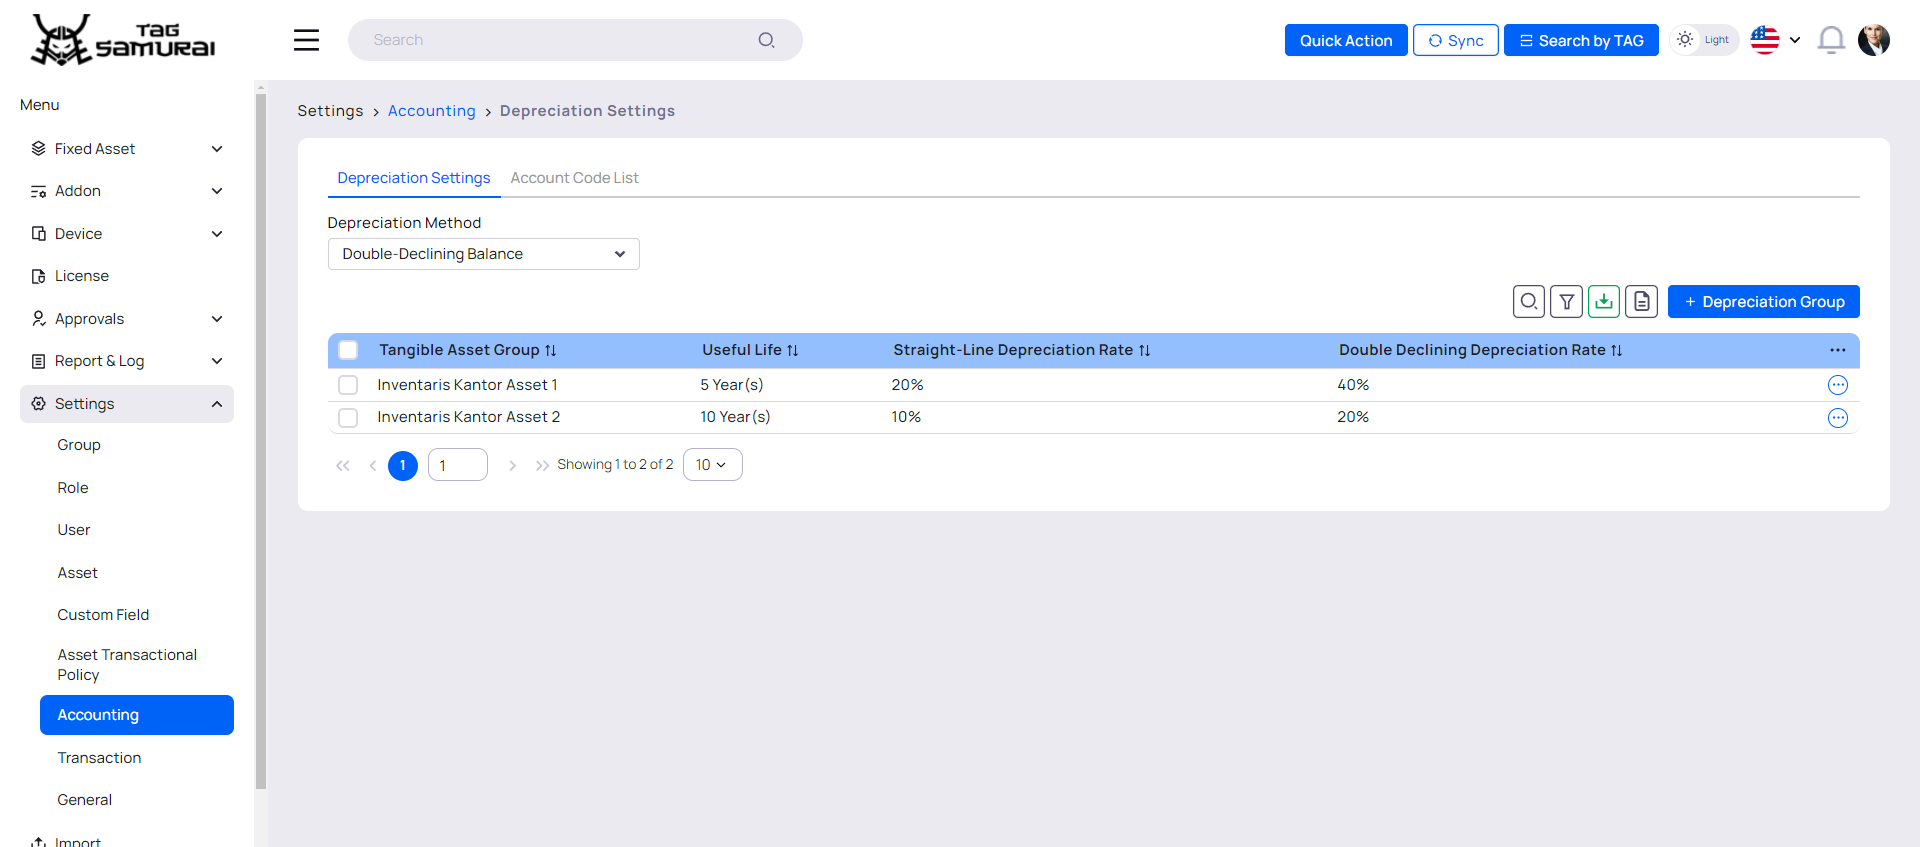 TAG
SAMURAI
Search
Quick Action
Sync
Search by TAG
Light
Menu
Fixed Asset
Addon
Device
License
Approvals
Report & Log
Settings
Group
Role
User
Asset
Custom Field
Asset Transactional
Policy
Accounting
Transaction
General
Import
Settings > Accounting > Depreciation Settings
Depreciation Settings Account Code List
Depreciation Method
Double-Declining Balance
+ Depreciation Group
Tangible Asset Group Useful Life Straight-Line Depreciation Rate Double Declining Depreciation Rate
Inventaris Kantor Asset 1 5 Year(s) 20% 40%
Inventaris Kantor Asset 2 10 Year(s) 10% 20%
1 1 Showing 1 to 2 of 2 10